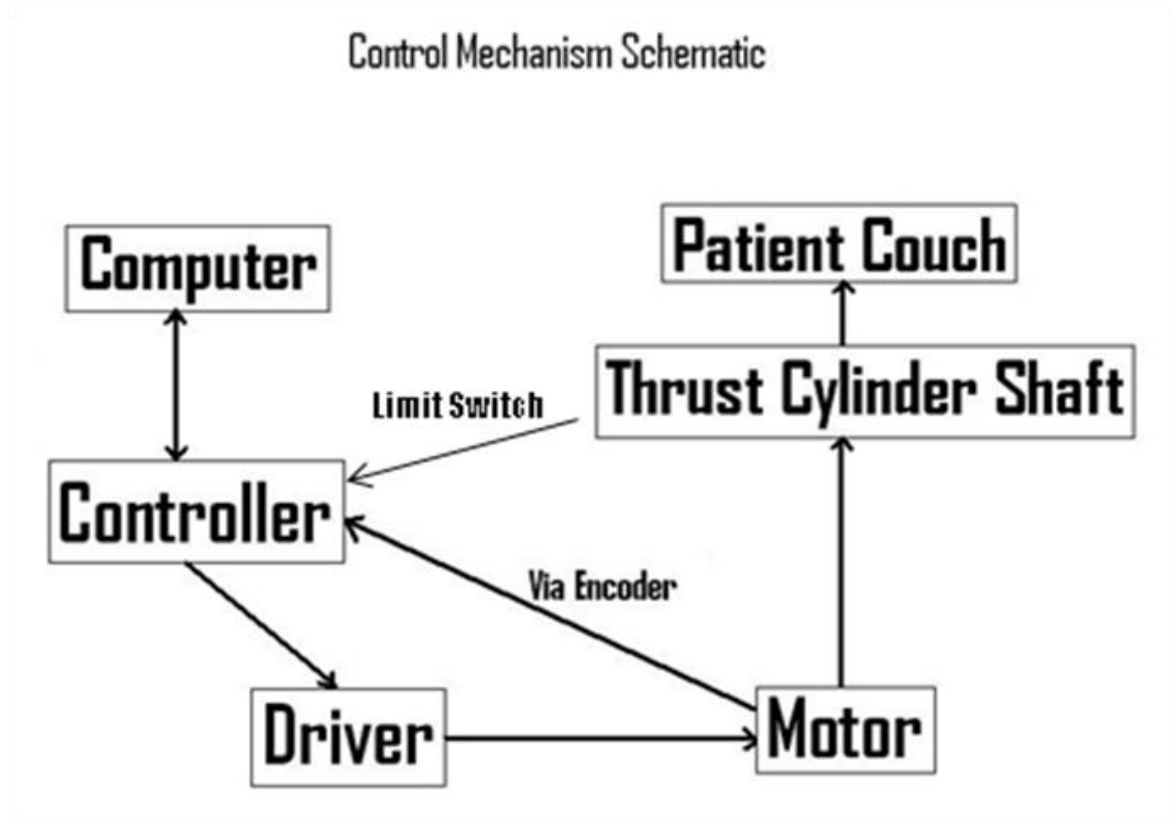 Control Mechanism Schematic
Computer
Patient Couch
Thrust Cylinder Shaft
Limit Switch
Controller
Via Encoder
Driver
Motor